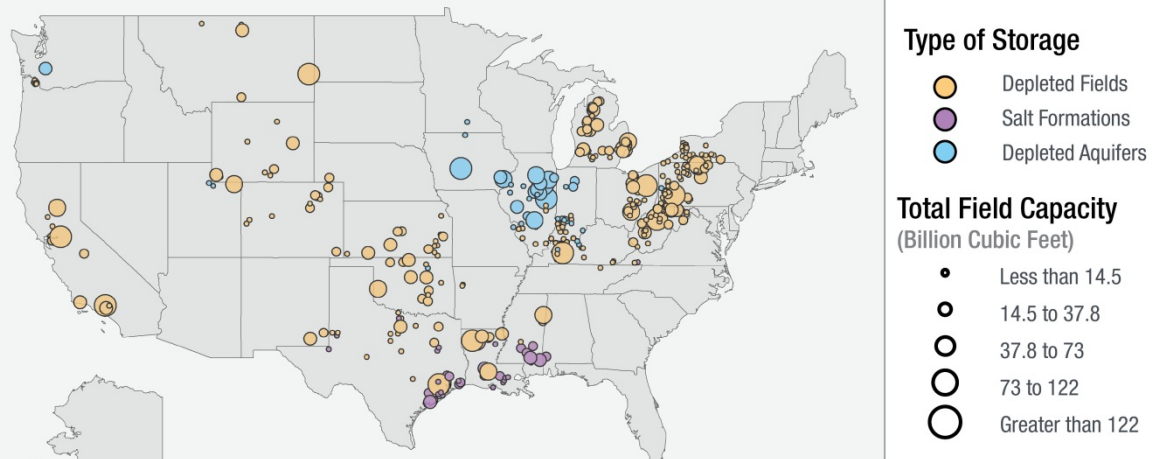 Type of Storage
Depleted Fields
Salt Formations
Depleted Aquifers
Total Field Capacity
(Billion Cubic Feet)
Less than 14.5
14.5 to 37.8
37.8 to 73
73 to 122
Greater than 122